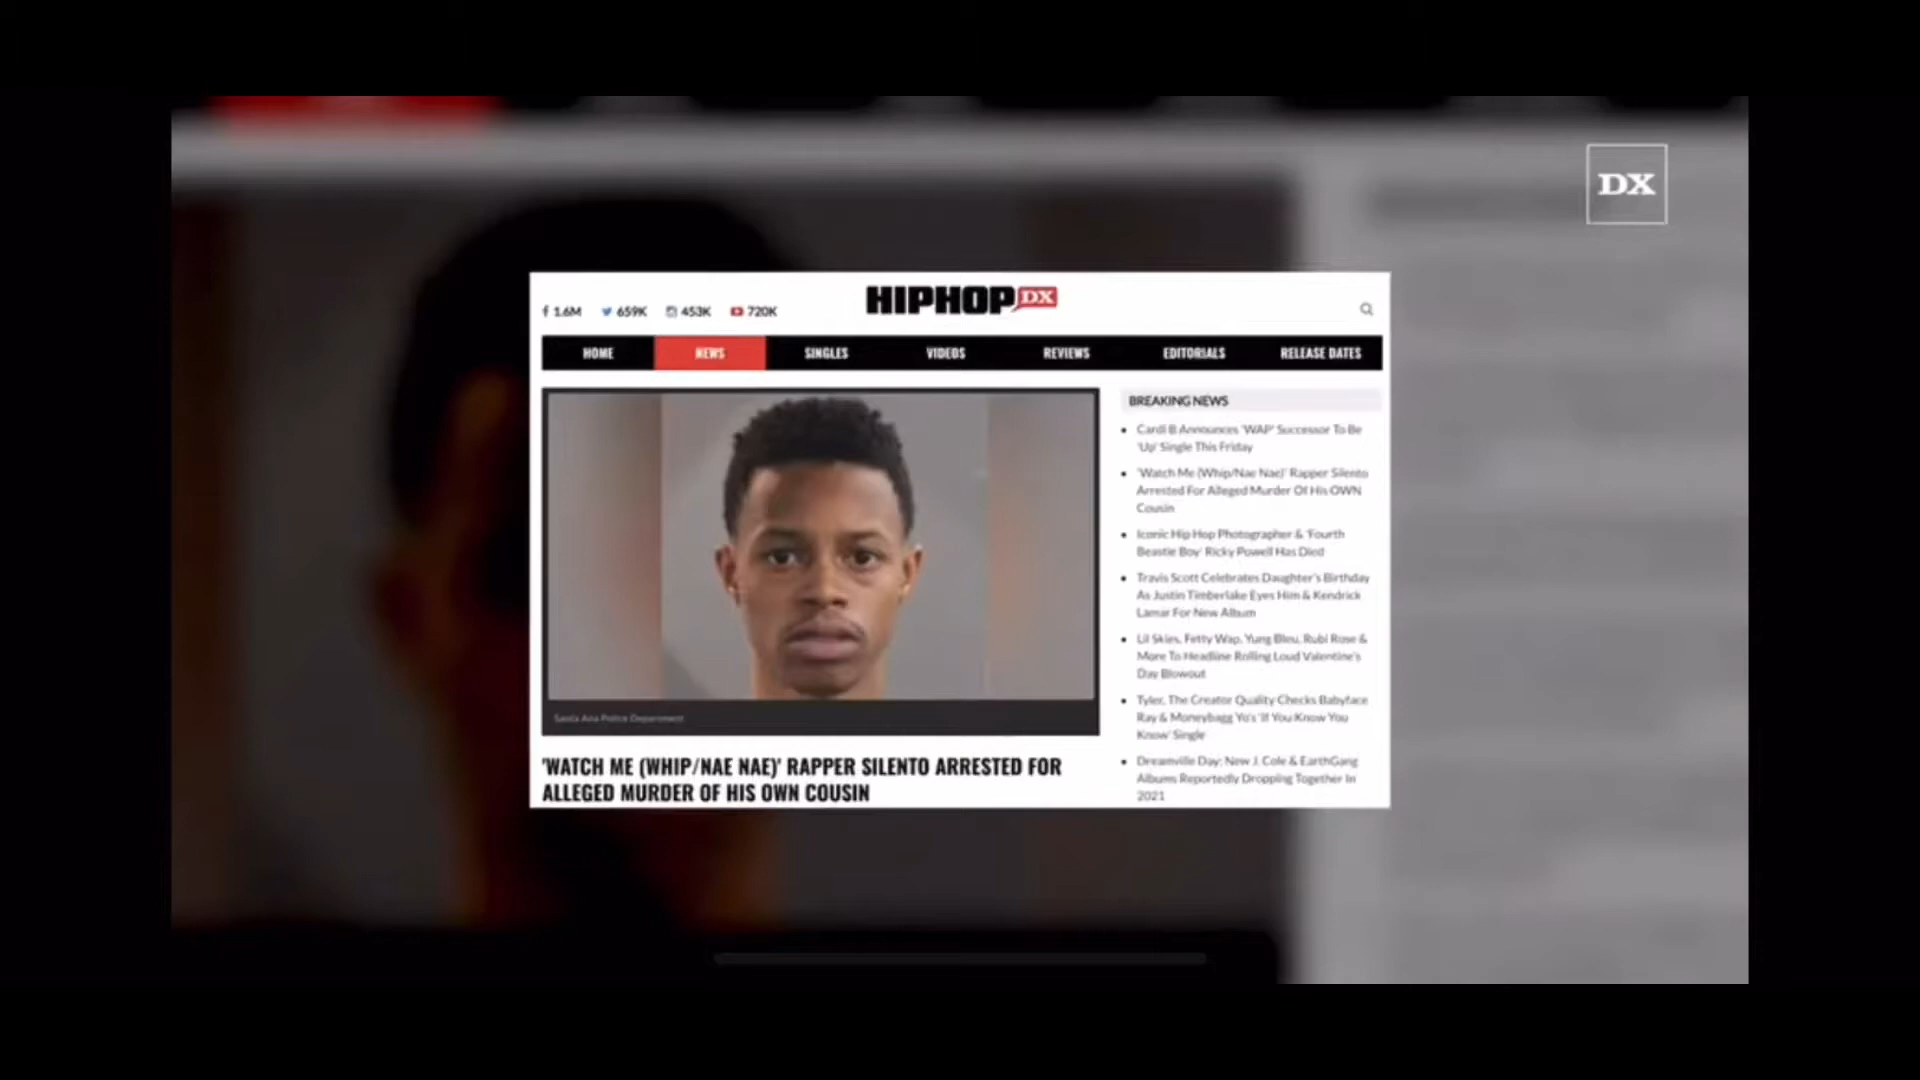 DX
1.6M 659K 453K 720K
HIPHOPDX
HOME NEWS SINGLES VIDEOS REVIEWS EDITORIALS RELEASE DATES
Santa Ana Police Department
'WATCH ME (WHIP/NAE NAE)' RAPPER SILENTO ARRESTED FOR
ALLEGED MURDER OF HIS OWN COUSIN
BREAKING NEWS
Cardi B Announces 'WAP' Successor To Be
'Up' Single This Friday
'Watch Me (Whip/Nae Nae)' Rapper Silento
Arrested For Alleged Murder Of His OWN
Cousin
Iconic Hip Hop Photographer & 'Fourth
Beastie Boy' Ricky Powell Has Died
Travis Scott Celebrates Daughter's Birthday
As Justin Timberlake Eyes Him & Kendrick
Lamar For New Album
Lil Skies, Fetty Wap, Yung Bleu, Rubi Rose &
More To Headline Rolling Loud Valentine's
Day Blowout
Tyler, The Creator Quality Checks Babyface
Ray & Moneybagg Yo's 'If You Know You
Know' Single
Dreamville Day: New J. Cole & EarthGang
Albums Reportedly Dropping Together In
2021